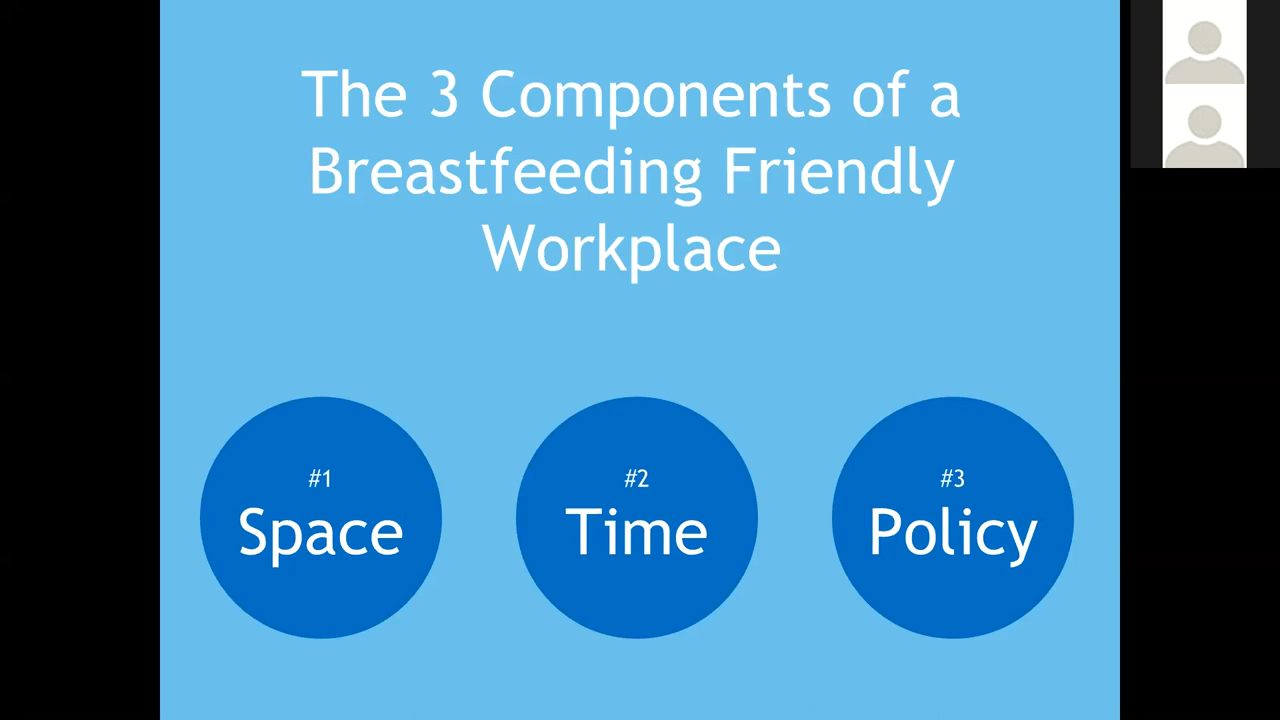 The 3 Components of a
Breastfeeding Friendly
Workplace
#1
Space
#2
Time
#3
Policy